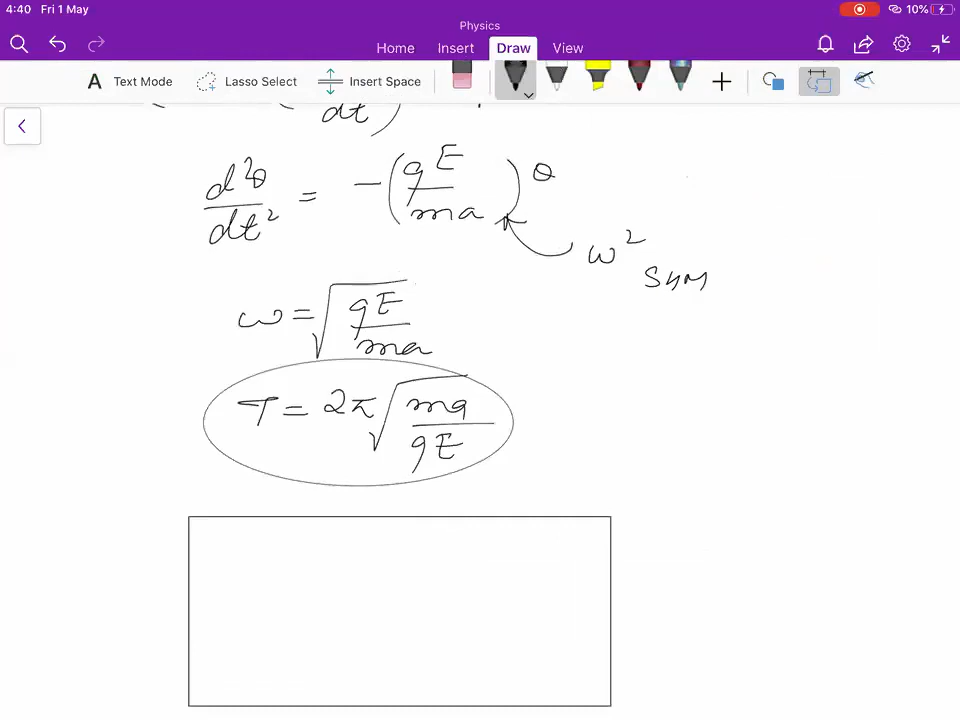 4:40 Fri 1 May 10%
Physics
Home Insert Draw View
A Text Mode Lasso Select Insert Space
dt)
d²θ/dt² = -(qE/ma)θ
ω²
SHM
ω = √(qE/ma)
T = 2π√(ma/qE)